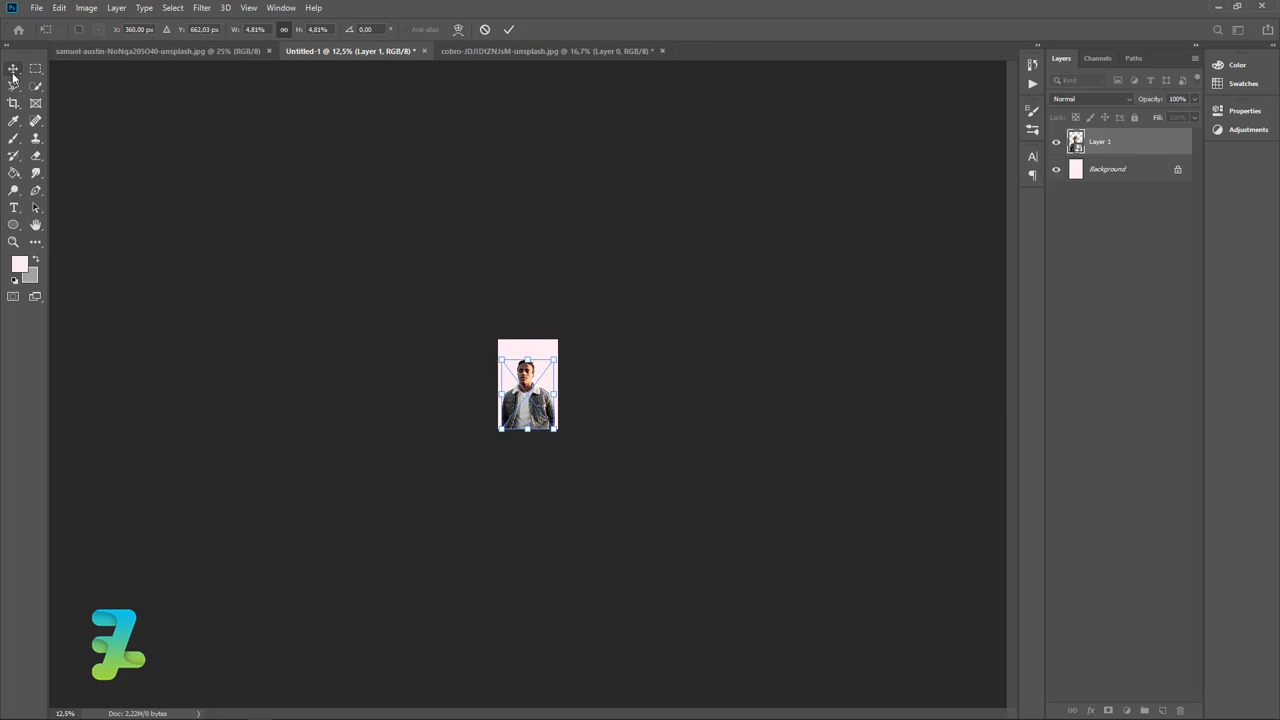 Ps File Edit Image Layer Type Select Filter 3D View Window Help
X: 360,00 px Y: 662,03 px W: 4,81% H: 4,81% 0,00 ° Anti-alias
samuel-austin-NoNqa205O40-unsplash.jpg @ 25% (RGB/8) × Untitled-1 @ 12,5% (Layer 1, RGB/8) * × cobro-JDJIDtZNJsM-unsplash.jpg @ 16,7% (Layer 0, RGB/8) * ×
Layers Channels Paths
Kind
Normal Opacity: 100%
Lock: Fill: 100%
Layer 1
Background
Color
Swatches
Properties
Adjustments
12,5% Doc: 2,22M/0 bytes